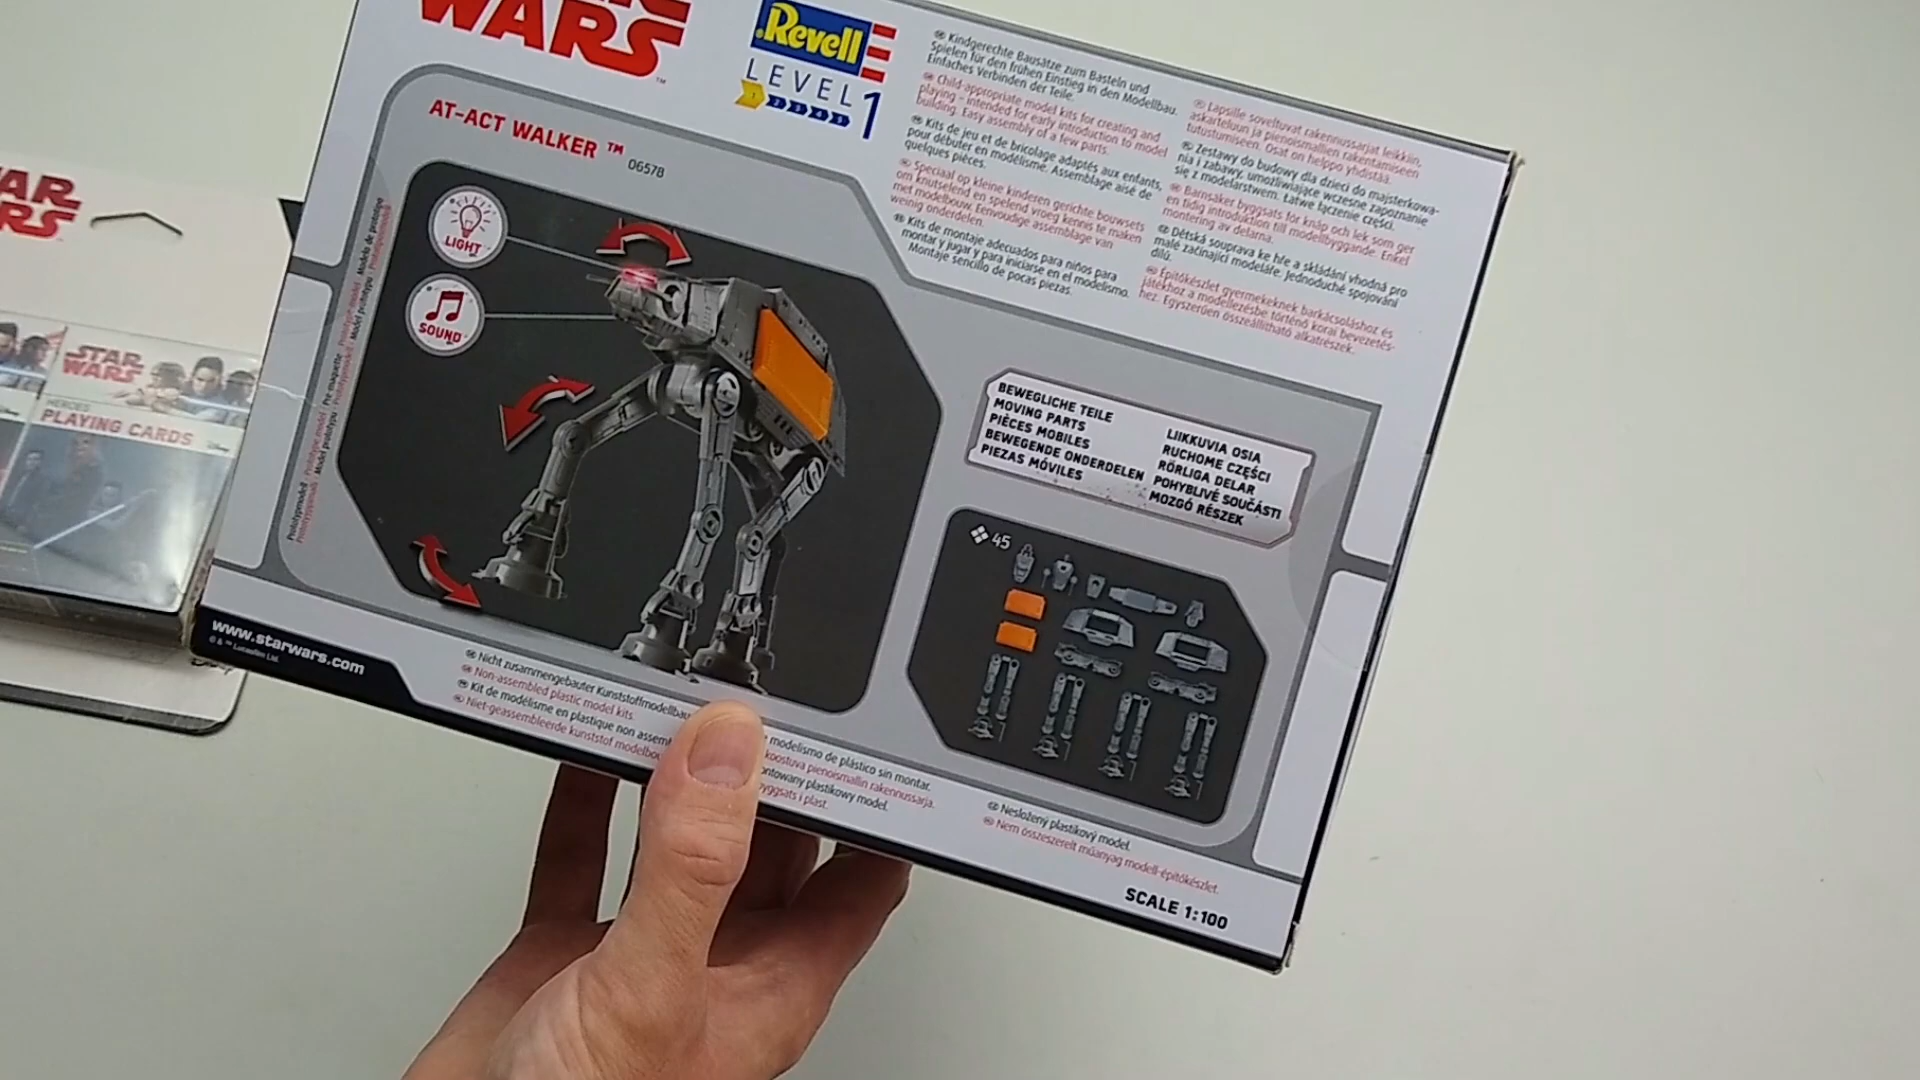 WARS
™
Revell
LEVEL 1
AT-ACT WALKER ™
06578
LIGHT
SOUND
Kindgerechte Bausätze zum Basteln und
Spielen für den frühen Einstieg in den Modellbau.
Einfaches Verbinden der Teile.
Child-appropriate model kits for creating and
playing – intended for early introduction to model
building. Easy assembly of a few parts.
Kits de jeu et de bricolage adaptés aux enfants,
pour débuter en modélisme. Assemblage aisé de
quelques pièces.
Speciaal op kleine kinderen gerichte bouwsets
om knutselend en spelend vroeg kennis te maken
met modelbouw. Eenvoudige assemblage van
weinig onderdelen.
Kits de montaje adecuados para niños para
montar y jugar y para iniciarse en el modelismo.
Montaje sencillo de pocas piezas.
Lapsille soveltuvat rakennussarjat leikkiin,
askarteluun ja pienoismallien rakentamiseen
tutustumiseen. Osat on helppo yhdistää.
Zestawy do budowy dla dzieci do majsterkowa-
nia i zabawy, umożliwiające wczesne zapoznanie
się z modelarstwem. Łatwe łączenie części.
Barnsäker byggsats för knåp och lek som ger
en tidig introduktion till modellbyggande. Enkel
montering av delarna.
Dětská souprava ke hře a skládání vhodná pro
malé začínající modeláře. Jednoduché spojování
dílů.
Építőkészlet gyermekeknek barkácsoláshoz és
játékhoz a modellezésbe történő korai bevezetés-
hez. Egyszerűen összeállítható alkatrészek.
BEWEGLICHE TEILE
MOVING PARTS
PIÈCES MOBILES
BEWEGENDE ONDERDELEN
PIEZAS MÓVILES
LIIKKUVIA OSIA
RUCHOME CZĘŚCI
RÖRLIGA DELAR
POHYBLIVÉ SOUČÁSTI
MOZGÓ RÉSZEK
45
www.starwars.com
© & ™ Lucasfilm Ltd.
Nicht zusammengebauter Kunststoffmodellbau
Non-assembled plastic model kits.
Kit de modélisme en plastique non assem
Niet-geassembleerde kunststof modelbou
modelismo de plástico sin montar.
koostuva pienoismallin rakennussarja.
ontowany plastikowy model.
yggsats i plast.
Nesložený plastikový model.
Nem összeszerelt műanyag modell-építőkészlet.
SCALE 1:100
STAR
WARS
HEROES
PLAYING CARDS
Disney